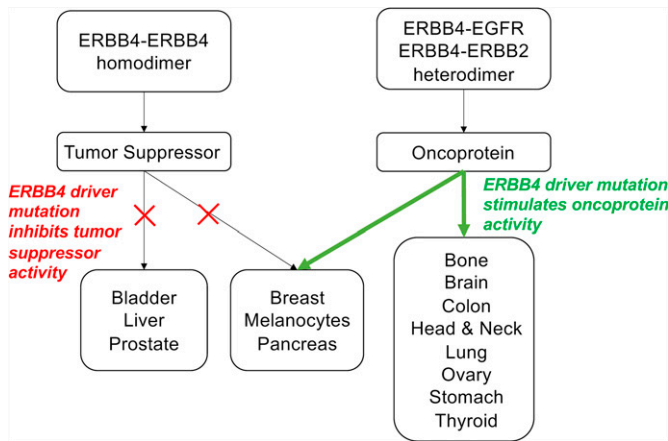 ERBB4-ERBB4
homodimer
ERBB4-EGFR
ERBB4-ERBB2
heterodimer
Tumor Suppressor
Oncoprotein
ERBB4 driver
mutation
inhibits tumor
suppressor
activity
ERBB4 driver mutation
stimulates oncoprotein
activity
Bladder
Liver
Prostate
Breast
Melanocytes
Pancreas
Bone
Brain
Colon
Head & Neck
Lung
Ovary
Stomach
Thyroid